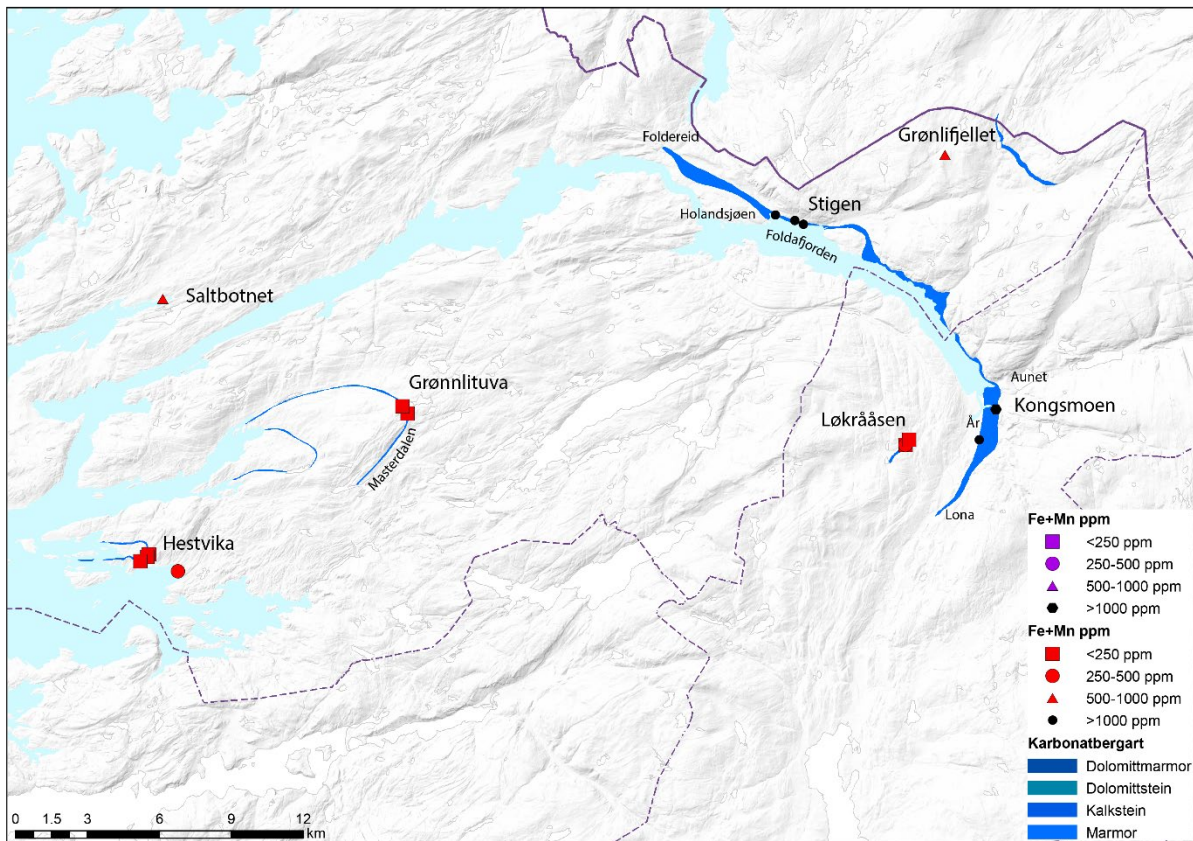 Foldereid
Grønlifjellet
Holandsjøen
Stigen
Foldafjorden
Saltbotnet
Grønnlituva
Masterdalen
Aunet
Kongsmoen
Løkrååsen
År
Lona
Hestvika
Fe+Mn ppm
<250 ppm
250-500 ppm
500-1000 ppm
>1000 ppm
Fe+Mn ppm
<250 ppm
250-500 ppm
500-1000 ppm
>1000 ppm
Karbonatbergart
Dolomittmarmor
Dolomittstein
Kalkstein
Marmor
0 1.5 3 6 9 12
km